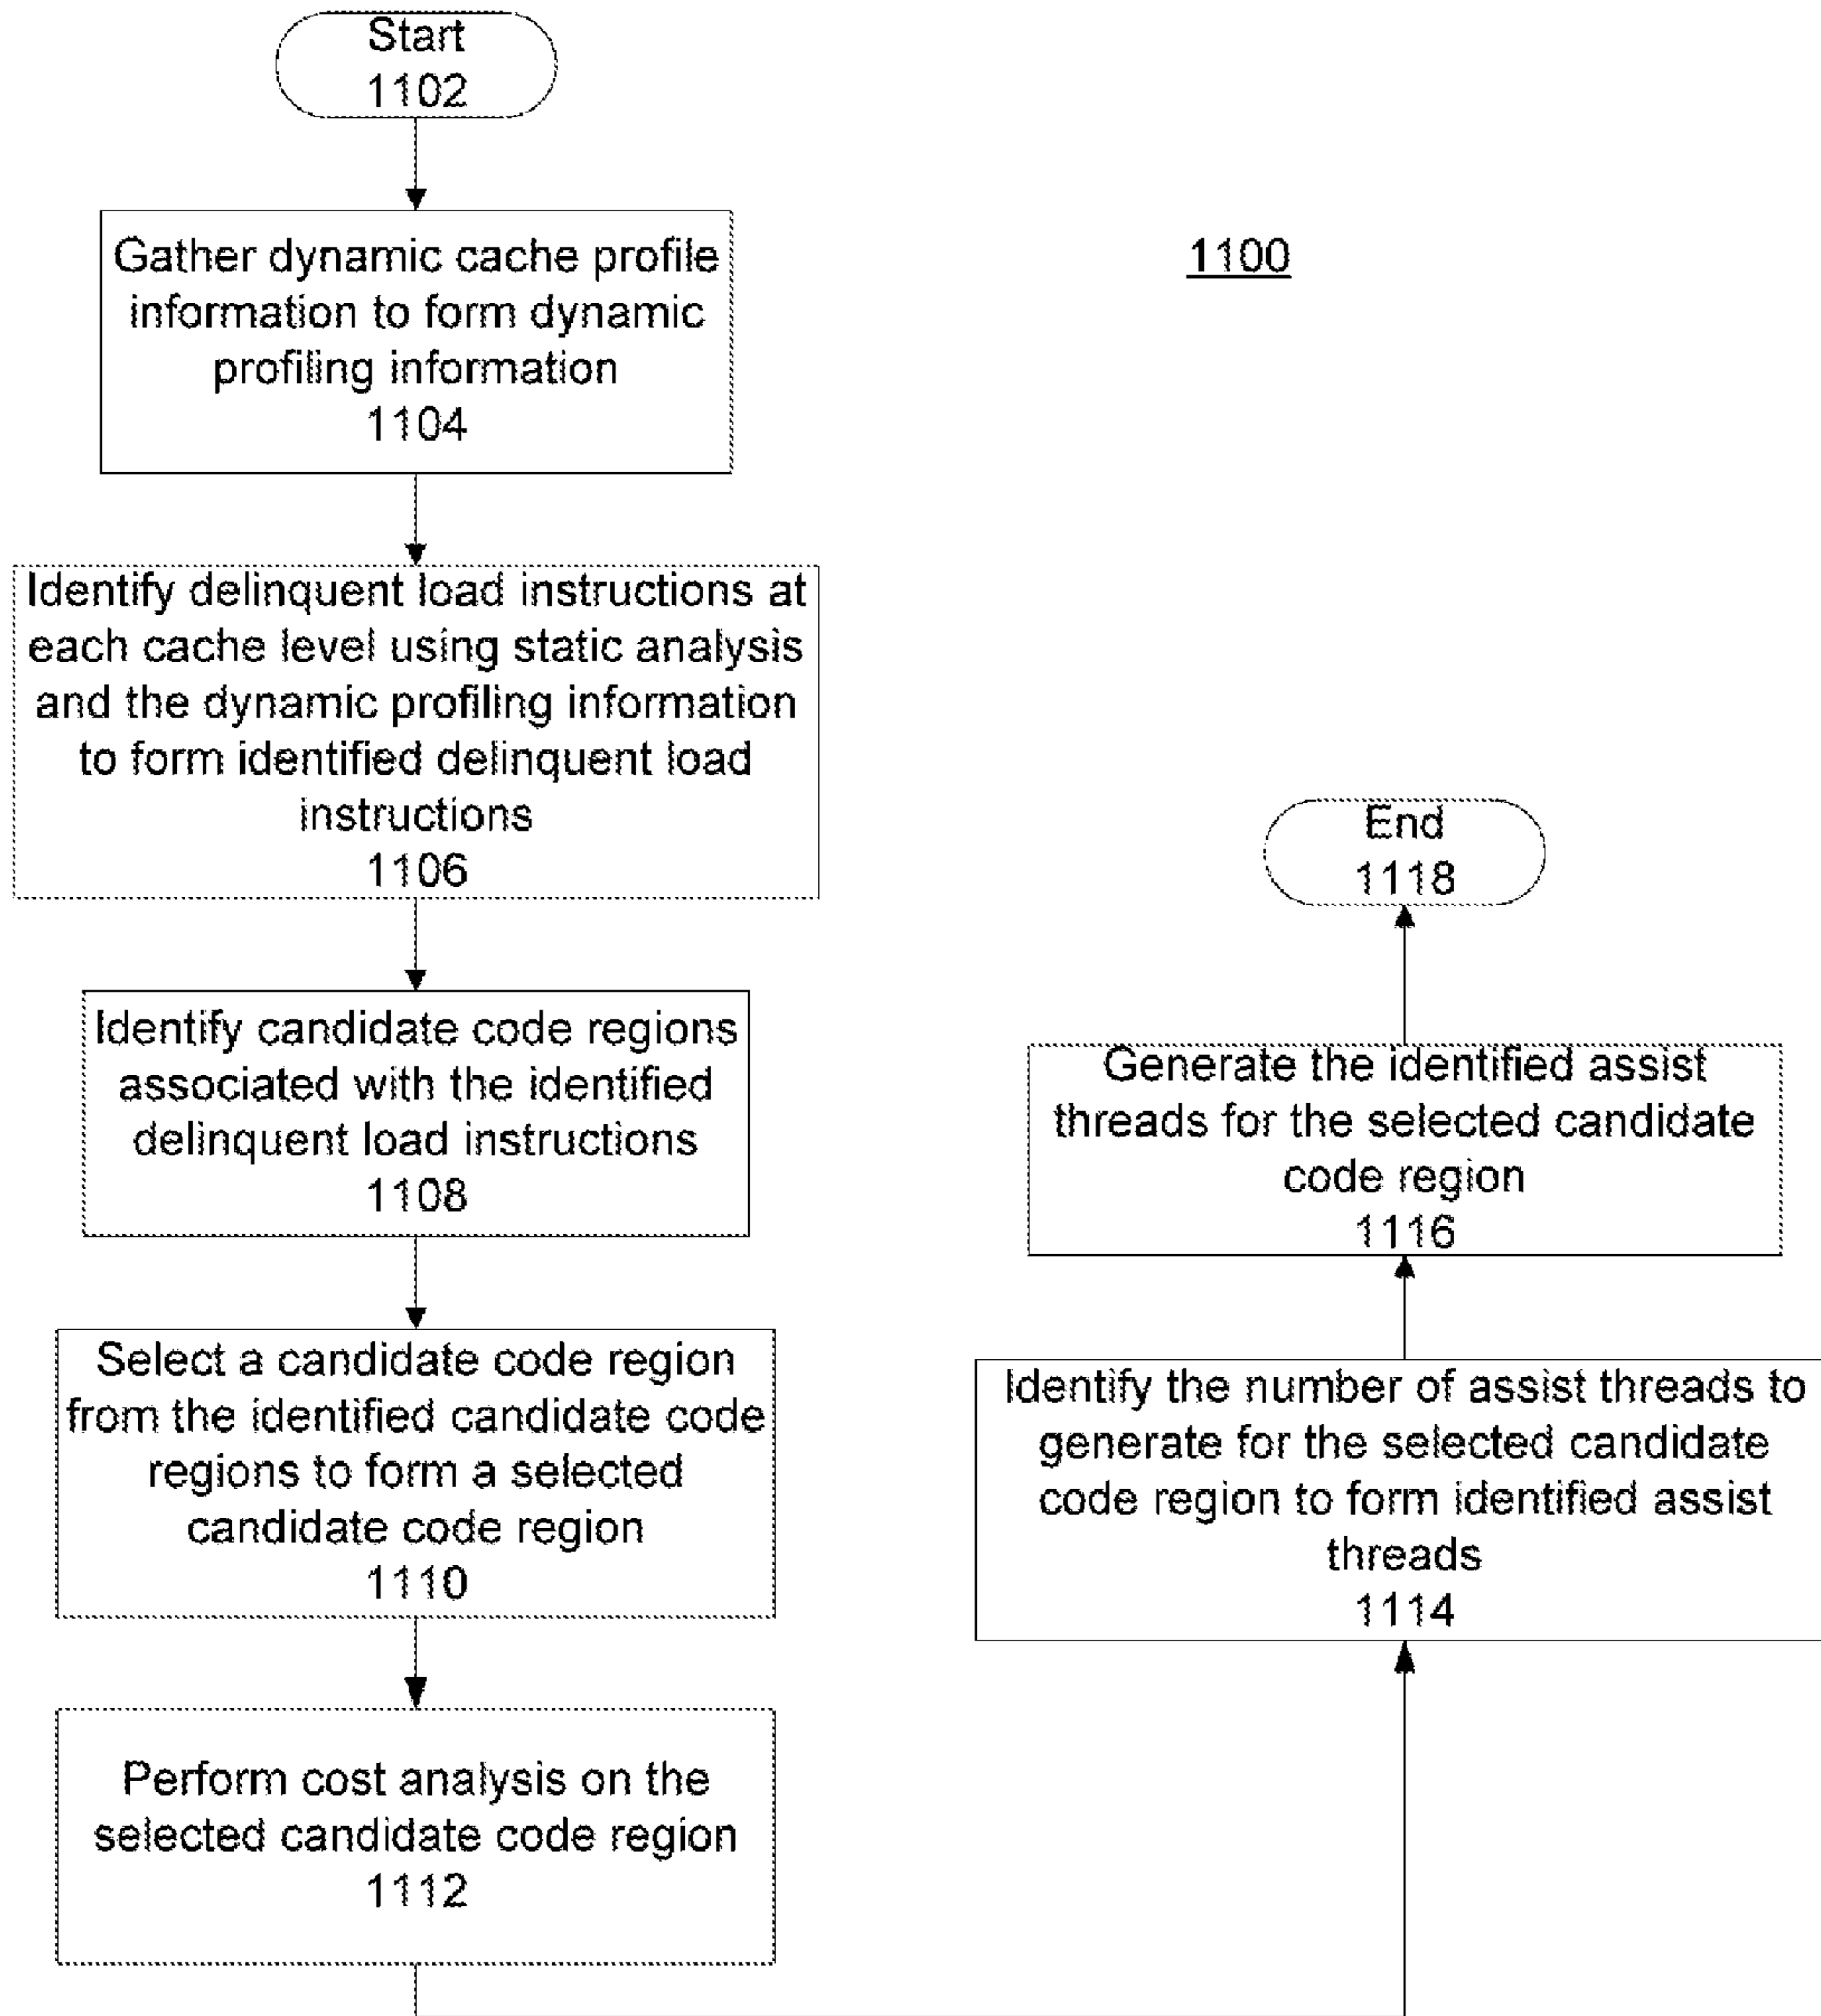 Start
1102
Gather dynamic cache profile
information to form dynamic
profiling information
1104
1100
Identify delinquent load instructions at
each cache level using static analysis
and the dynamic profiling information
to form identified delinquent load
instructions
1106
Identify candidate code regions
associated with the identified
delinquent load instructions
1108
Select a candidate code region
from the identified candidate code
regions to form a selected
candidate code region
1110
Perform cost analysis on the
selected candidate code region
1112
Identify the number of assist threads to
generate for the selected candidate
code region to form identified assist
threads
1114
Generate the identified assist
threads for the selected candidate
code region
1116
End
1118